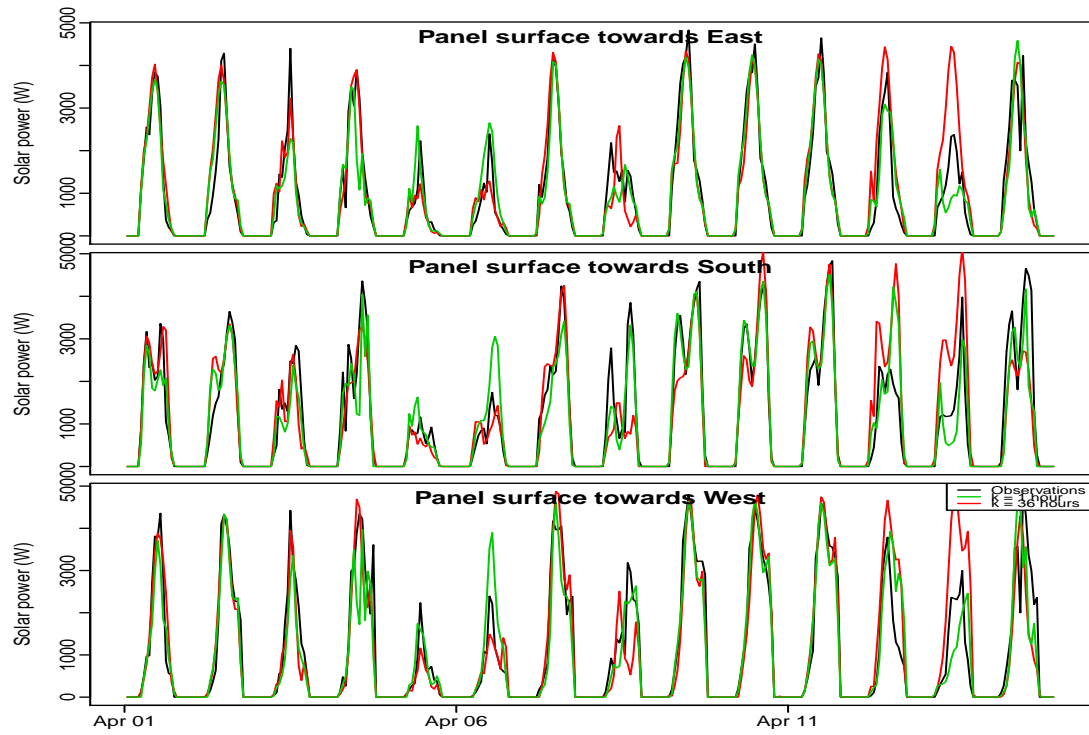 Panel surface towards East
Solar power (W)
5000
3000
1000
0
Panel surface towards South
Solar power (W)
5000
3000
1000
0
Panel surface towards West
Solar power (W)
5000
3000
1000
0
Observations
k = 1 hour
k = 36 hours
Apr 01
Apr 06
Apr 11